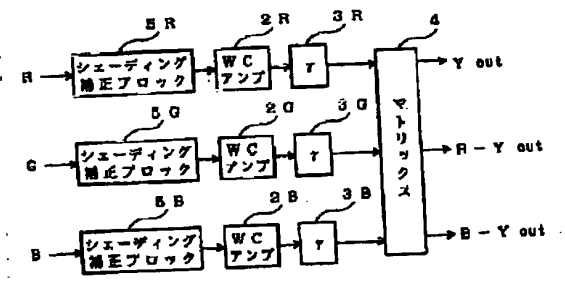 5R 2R 3R 4
R シェーディング WC γ Y out
補正ブロック アンプ
5G 2G 3G
G シェーディング WC γ マトリックス R-Y out
補正ブロック アンプ
5B 2B 3B
B シェーディング WC γ B-Y out
補正ブロック アンプ